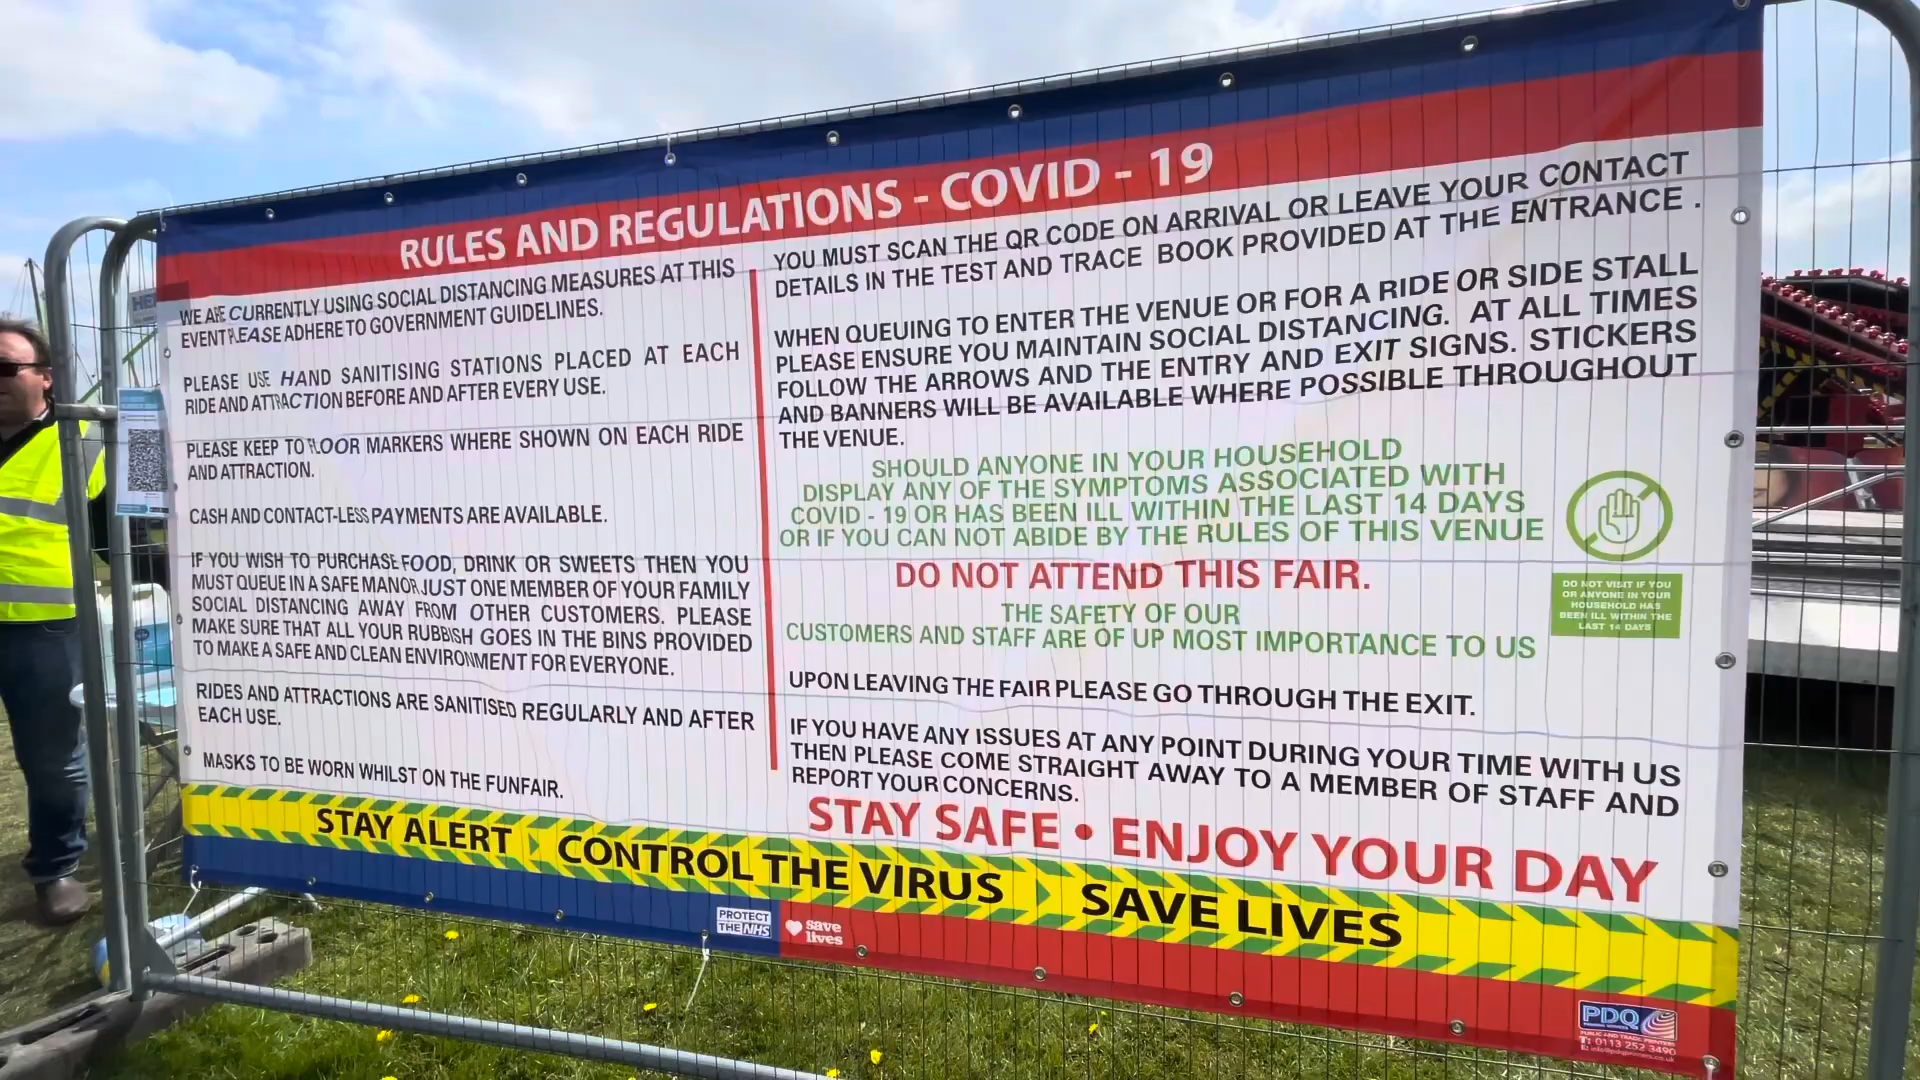 RULES AND REGULATIONS - COVID - 19
WE ARE CURRENTLY USING SOCIAL DISTANCING MEASURES AT THIS
EVENT PLEASE ADHERE TO GOVERNMENT GUIDELINES.
PLEASE USE HAND SANITISING STATIONS PLACED AT EACH
RIDE AND ATTRACTION BEFORE AND AFTER EVERY USE.
PLEASE KEEP TO FLOOR MARKERS WHERE SHOWN ON EACH RIDE
AND ATTRACTION.
CASH AND CONTACT-LESS PAYMENTS ARE AVAILABLE.
IF YOU WISH TO PURCHASE FOOD, DRINK OR SWEETS THEN YOU
MUST QUEUE IN A SAFE MANOR JUST ONE MEMBER OF YOUR FAMILY
SOCIAL DISTANCING AWAY FROM OTHER CUSTOMERS. PLEASE
MAKE SURE THAT ALL YOUR RUBBISH GOES IN THE BINS PROVIDED
TO MAKE A SAFE AND CLEAN ENVIRONMENT FOR EVERYONE.
RIDES AND ATTRACTIONS ARE SANITISED REGULARLY AND AFTER
EACH USE.
MASKS TO BE WORN WHILST ON THE FUNFAIR.
YOU MUST SCAN THE QR CODE ON ARRIVAL OR LEAVE YOUR CONTACT
DETAILS IN THE TEST AND TRACE BOOK PROVIDED AT THE ENTRANCE .
WHEN QUEUING TO ENTER THE VENUE OR FOR A RIDE OR SIDE STALL
PLEASE ENSURE YOU MAINTAIN SOCIAL DISTANCING. AT ALL TIMES
FOLLOW THE ARROWS AND THE ENTRY AND EXIT SIGNS. STICKERS
AND BANNERS WILL BE AVAILABLE WHERE POSSIBLE THROUGHOUT
THE VENUE.
SHOULD ANYONE IN YOUR HOUSEHOLD
DISPLAY ANY OF THE SYMPTOMS ASSOCIATED WITH
COVID - 19 OR HAS BEEN ILL WITHIN THE LAST 14 DAYS
OR IF YOU CAN NOT ABIDE BY THE RULES OF THIS VENUE
DO NOT ATTEND THIS FAIR.
THE SAFETY OF OUR
CUSTOMERS AND STAFF ARE OF UP MOST IMPORTANCE TO US
DO NOT VISIT IF YOU
OR ANYONE IN YOUR
HOUSEHOLD HAS
BEEN ILL WITHIN THE
LAST 14 DAYS
UPON LEAVING THE FAIR PLEASE GO THROUGH THE EXIT.
IF YOU HAVE ANY ISSUES AT ANY POINT DURING YOUR TIME WITH US
THEN PLEASE COME STRAIGHT AWAY TO A MEMBER OF STAFF AND
REPORT YOUR CONCERNS.
STAY SAFE • ENJOY YOUR DAY
STAY ALERT CONTROL THE VIRUS SAVE LIVES
PROTECT
THE NHS
save
lives
PDQ
T: 0113 252 3490